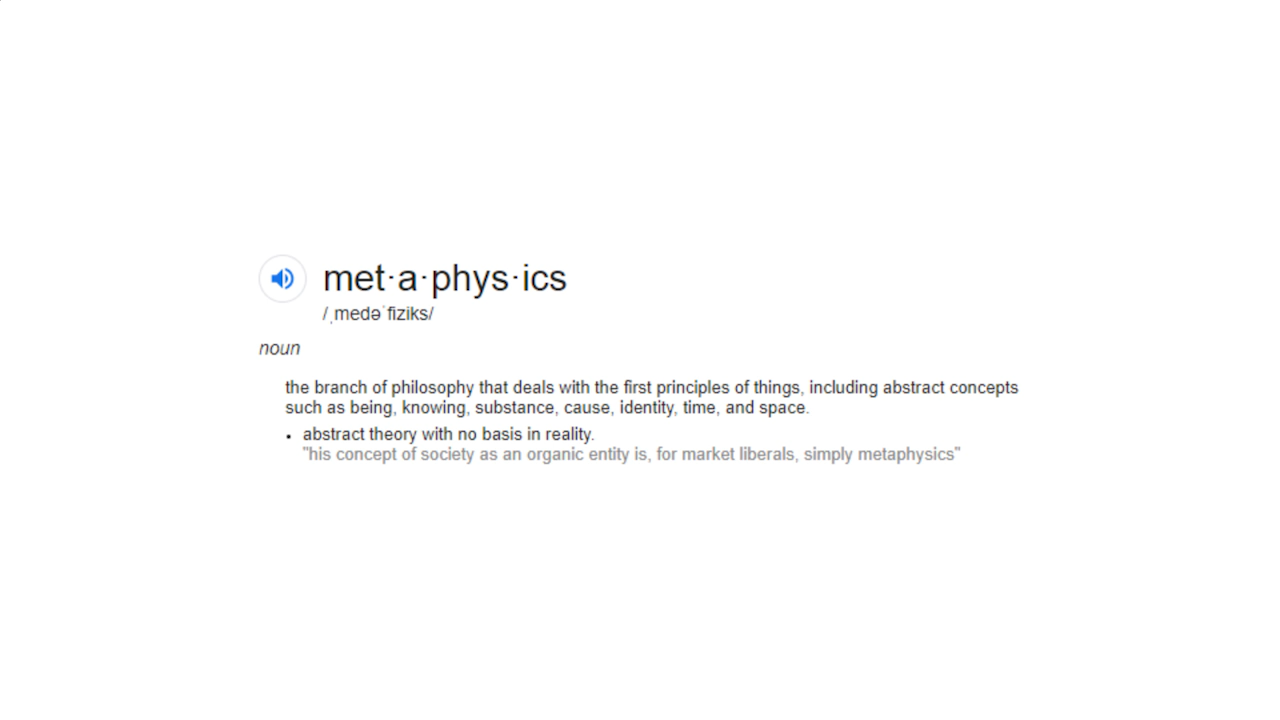 met·a·phys·ics
/ˌmedəˈfiziks/
noun
the branch of philosophy that deals with the first principles of things, including abstract concepts
such as being, knowing, substance, cause, identity, time, and space.
• abstract theory with no basis in reality.
"his concept of society as an organic entity is, for market liberals, simply metaphysics"